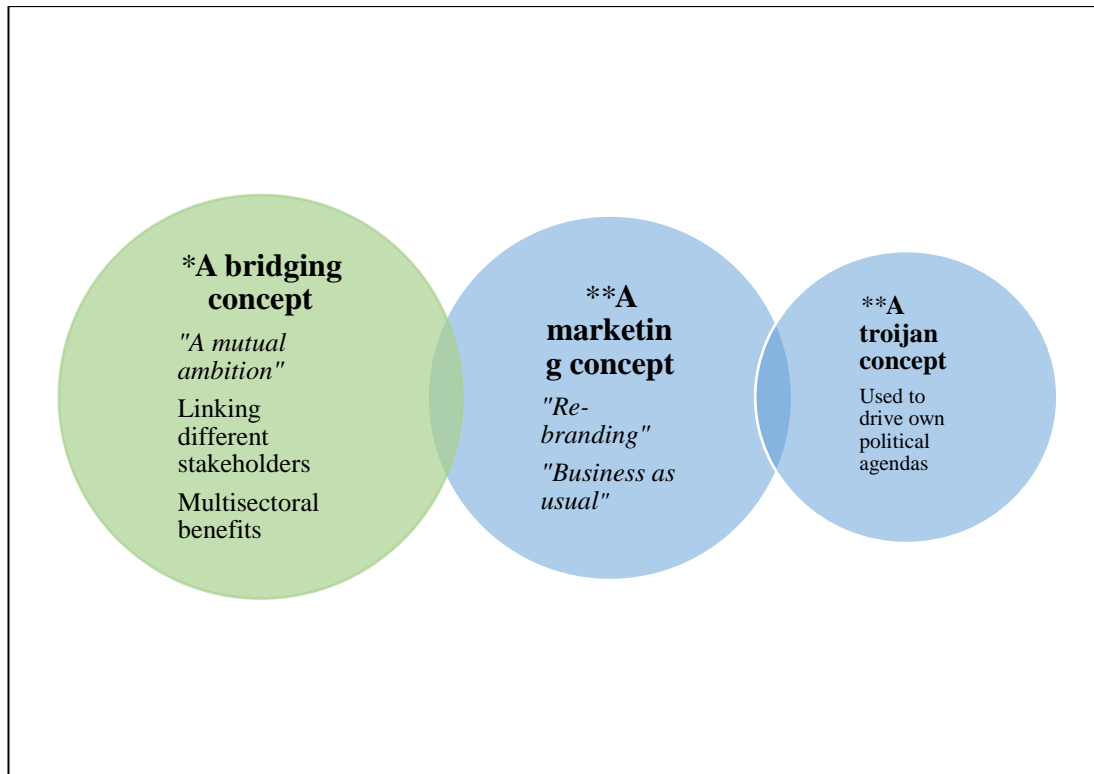 *A bridging
concept
"A mutual
ambition"
Linking
different
stakeholders
Multisectoral
benefits
**A
marketin
g concept
"Re-
branding"
"Business as
usual"
**A
troijan
concept
Used to
drive own
political
agendas